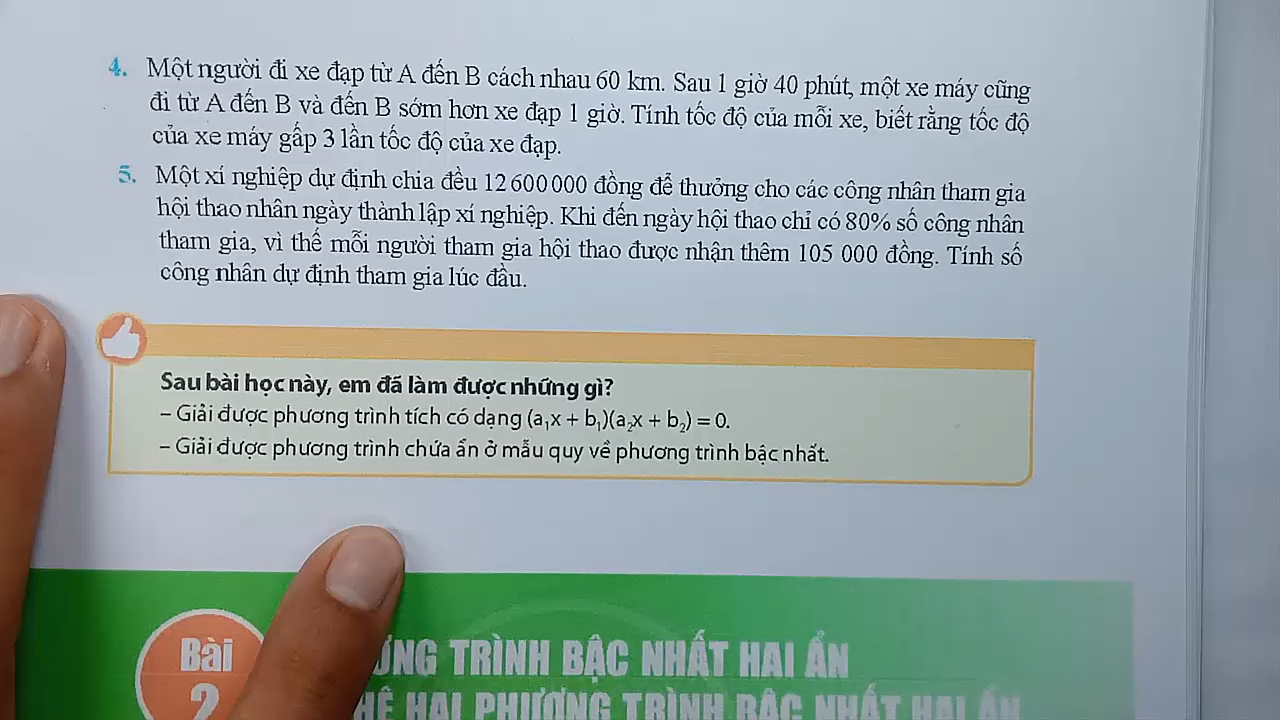 4. Một người đi xe đạp từ A đến B cách nhau 60 km. Sau 1 giờ 40 phút, một xe máy cũng
đi từ A đến B và đến B sớm hơn xe đạp 1 giờ. Tính tốc độ của mỗi xe, biết rằng tốc độ
của xe máy gấp 3 lần tốc độ của xe đạp.
5. Một xí nghiệp dự định chia đều 12 600 000 đồng để thưởng cho các công nhân tham gia
hội thao nhân ngày thành lập xí nghiệp. Khi đến ngày hội thao chỉ có 80% số công nhân
tham gia, vì thế mỗi người tham gia hội thao được nhận thêm 105 000 đồng. Tính số
công nhân dự định tham gia lúc đầu.
Sau bài học này, em đã làm được những gì?
– Giải được phương trình tích có dạng (a₁x + b₁)(a₂x + b₂) = 0.
– Giải được phương trình chứa ẩn ở mẫu quy về phương trình bậc nhất.
Bài
2
TRÌNH BẬC NHẤT HAI ẨN
HAI PHƯƠNG TRÌNH BẬC NHẤT HAI ẨN